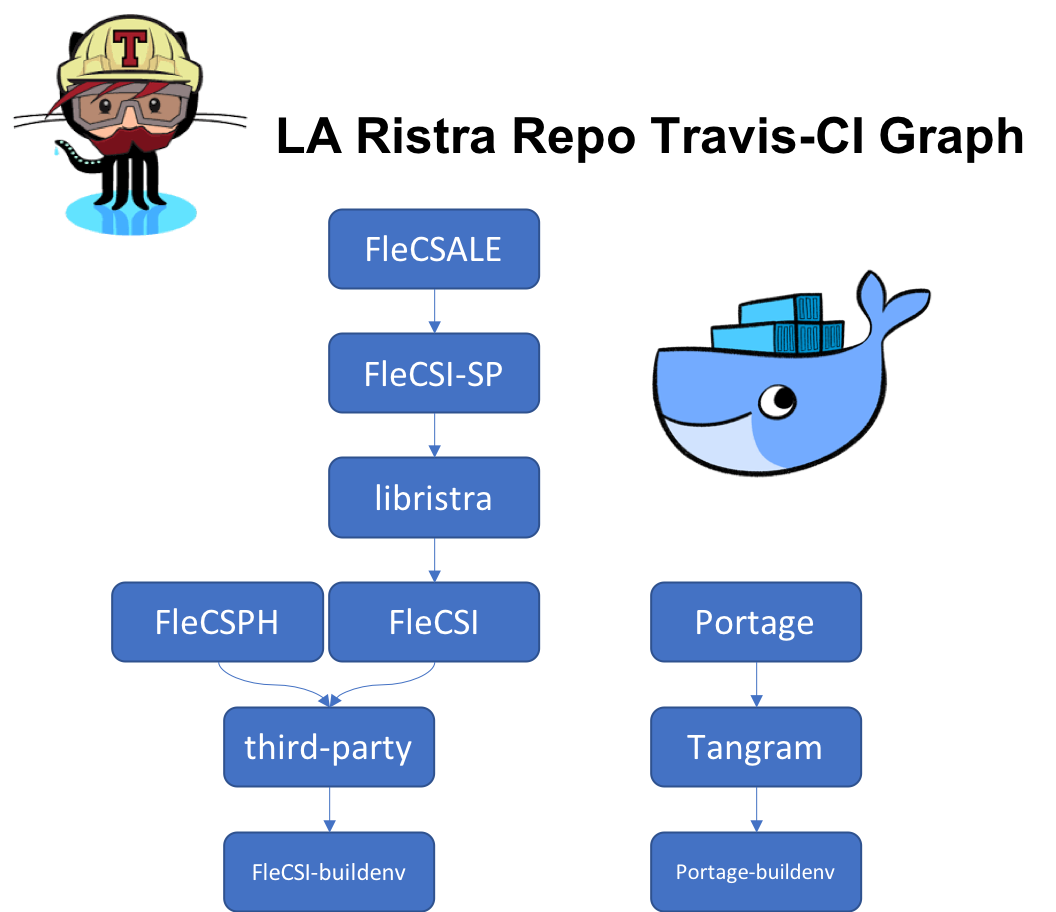 T
LA Ristra Repo Travis-CI Graph
FleCSALE
FleCSI-SP
libristra
FleCSPH
FleCSI
Portage
third-party
Tangram
FleCSI-buildenv
Portage-buildenv